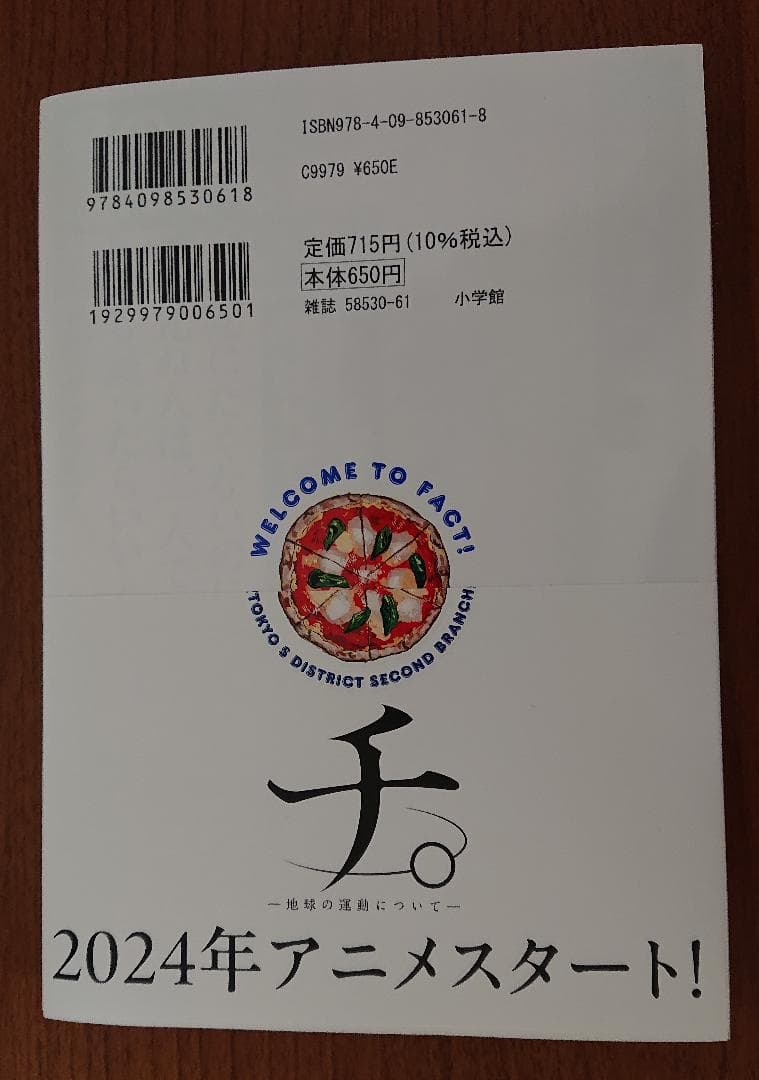 ISBN978-4-09-853061-8
9784098530618
C9979 ¥650E
定価715円(10%税込)
本体650円
1929979006501
雑誌 58530-61 小学館
WELCOME TO FACT!
TOKYO S DISTRICT SECOND BRANCH
チ。
―地球の運動について―
2024年アニメスタート!